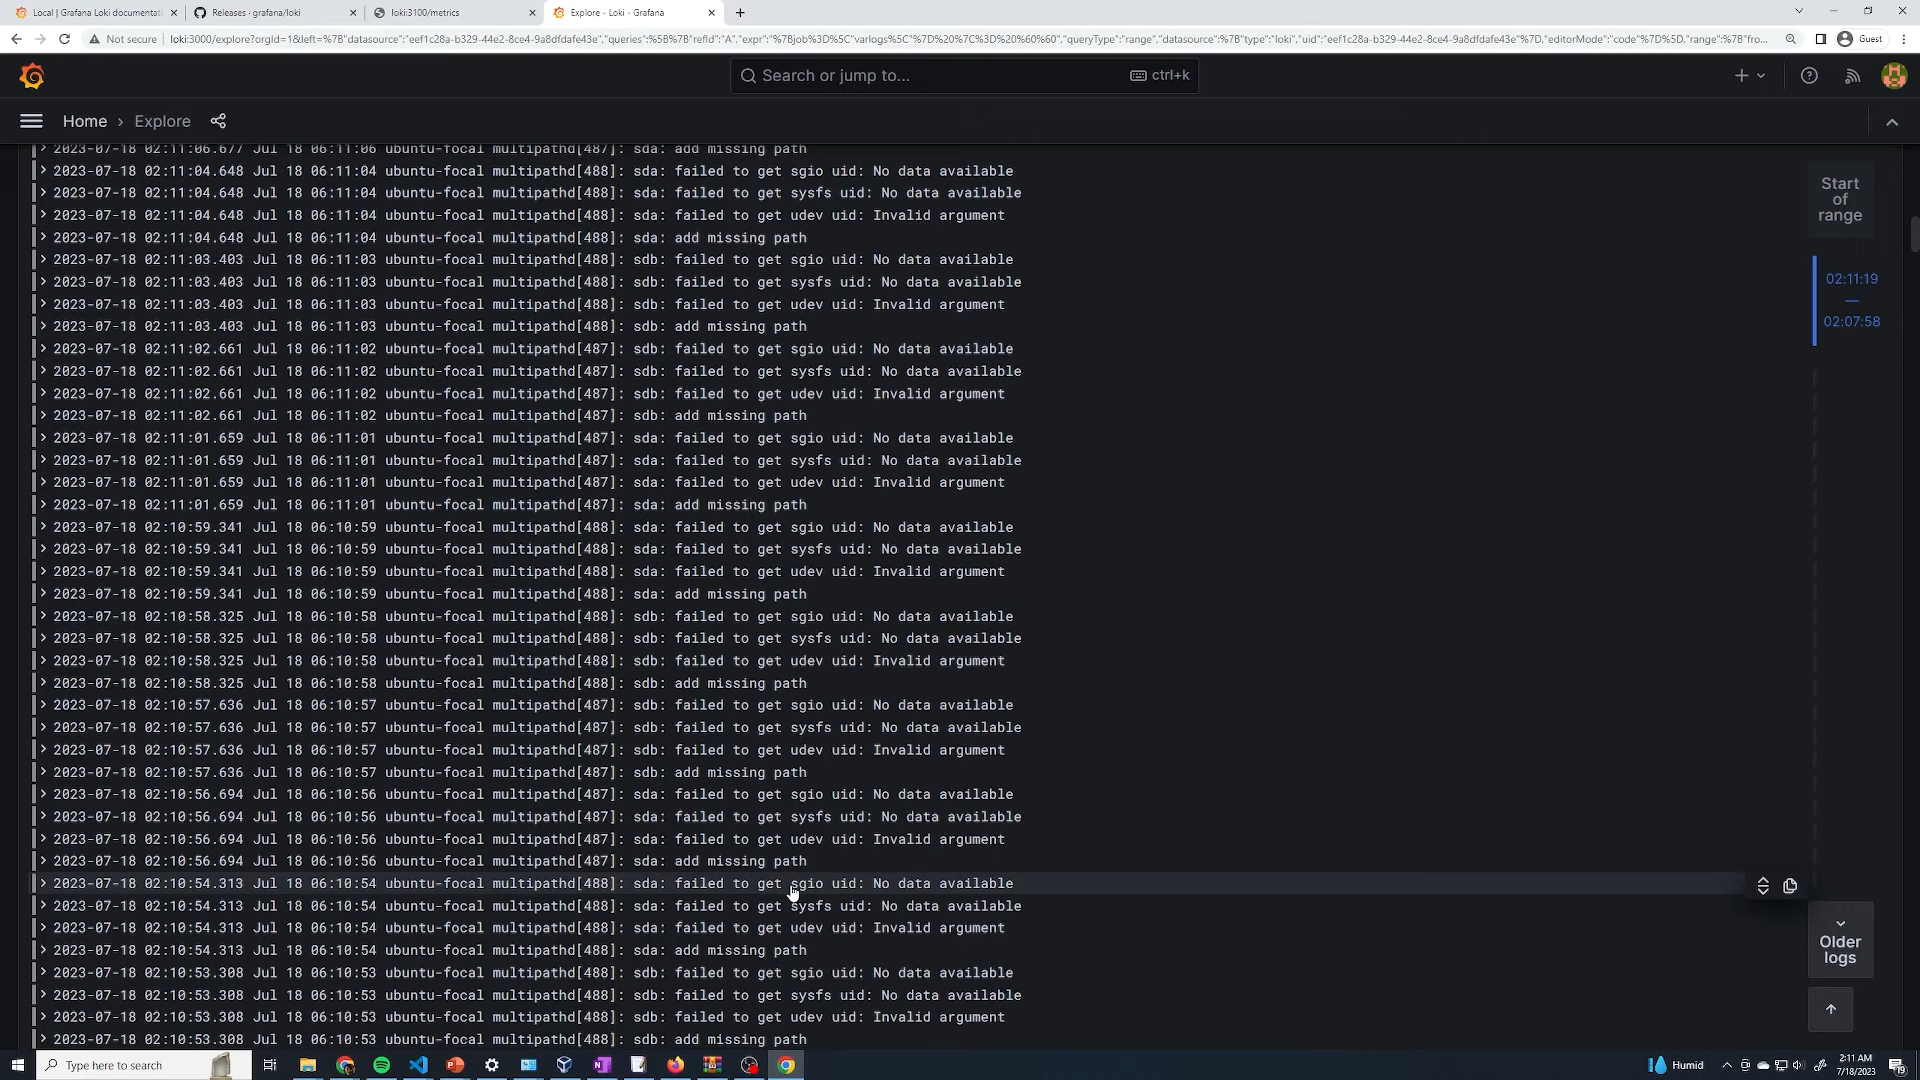 Local | Grafana Loki documentati
Releases · grafana/loki
loki:3100/metrics
Explore - Loki - Grafana
Not secure
loki:3000/explore?orgId=1&left=%7B"datasource":"eef1c28a-b329-44e2-8ce4-9a8dfdafe43e","queries":%5B%7B"refId":"A","expr":"%7Bjob%3D%5C"varlogs%5C"%7D%20%7C%3D%20%60%60","queryType":"range","datasource":%7B"type":"loki","uid":"eef1c28a-b329-44e2-8ce4-9a8dfdafe43e"%7D,"editorMode":"code"%7D%5D,"range":%7B"fro...
Guest
Search or jump to...
ctrl+k
Home › Explore
2023-07-18 02:11:06.677 Jul 18 06:11:06 ubuntu-focal multipathd[487]: sda: add missing path
2023-07-18 02:11:04.648 Jul 18 06:11:04 ubuntu-focal multipathd[488]: sda: failed to get sgio uid: No data available
2023-07-18 02:11:04.648 Jul 18 06:11:04 ubuntu-focal multipathd[488]: sda: failed to get sysfs uid: No data available
2023-07-18 02:11:04.648 Jul 18 06:11:04 ubuntu-focal multipathd[488]: sda: failed to get udev uid: Invalid argument
2023-07-18 02:11:04.648 Jul 18 06:11:04 ubuntu-focal multipathd[488]: sda: add missing path
2023-07-18 02:11:03.403 Jul 18 06:11:03 ubuntu-focal multipathd[488]: sdb: failed to get sgio uid: No data available
2023-07-18 02:11:03.403 Jul 18 06:11:03 ubuntu-focal multipathd[488]: sdb: failed to get sysfs uid: No data available
2023-07-18 02:11:03.403 Jul 18 06:11:03 ubuntu-focal multipathd[488]: sdb: failed to get udev uid: Invalid argument
2023-07-18 02:11:03.403 Jul 18 06:11:03 ubuntu-focal multipathd[488]: sdb: add missing path
2023-07-18 02:11:02.661 Jul 18 06:11:02 ubuntu-focal multipathd[487]: sdb: failed to get sgio uid: No data available
2023-07-18 02:11:02.661 Jul 18 06:11:02 ubuntu-focal multipathd[487]: sdb: failed to get sysfs uid: No data available
2023-07-18 02:11:02.661 Jul 18 06:11:02 ubuntu-focal multipathd[487]: sdb: failed to get udev uid: Invalid argument
2023-07-18 02:11:02.661 Jul 18 06:11:02 ubuntu-focal multipathd[487]: sdb: add missing path
2023-07-18 02:11:01.659 Jul 18 06:11:01 ubuntu-focal multipathd[487]: sda: failed to get sgio uid: No data available
2023-07-18 02:11:01.659 Jul 18 06:11:01 ubuntu-focal multipathd[487]: sda: failed to get sysfs uid: No data available
2023-07-18 02:11:01.659 Jul 18 06:11:01 ubuntu-focal multipathd[487]: sda: failed to get udev uid: Invalid argument
2023-07-18 02:11:01.659 Jul 18 06:11:01 ubuntu-focal multipathd[487]: sda: add missing path
2023-07-18 02:10:59.341 Jul 18 06:10:59 ubuntu-focal multipathd[488]: sda: failed to get sgio uid: No data available
2023-07-18 02:10:59.341 Jul 18 06:10:59 ubuntu-focal multipathd[488]: sda: failed to get sysfs uid: No data available
2023-07-18 02:10:59.341 Jul 18 06:10:59 ubuntu-focal multipathd[488]: sda: failed to get udev uid: Invalid argument
2023-07-18 02:10:59.341 Jul 18 06:10:59 ubuntu-focal multipathd[488]: sda: add missing path
2023-07-18 02:10:58.325 Jul 18 06:10:58 ubuntu-focal multipathd[488]: sdb: failed to get sgio uid: No data available
2023-07-18 02:10:58.325 Jul 18 06:10:58 ubuntu-focal multipathd[488]: sdb: failed to get sysfs uid: No data available
2023-07-18 02:10:58.325 Jul 18 06:10:58 ubuntu-focal multipathd[488]: sdb: failed to get udev uid: Invalid argument
2023-07-18 02:10:58.325 Jul 18 06:10:58 ubuntu-focal multipathd[488]: sdb: add missing path
2023-07-18 02:10:57.636 Jul 18 06:10:57 ubuntu-focal multipathd[487]: sdb: failed to get sgio uid: No data available
2023-07-18 02:10:57.636 Jul 18 06:10:57 ubuntu-focal multipathd[487]: sdb: failed to get sysfs uid: No data available
2023-07-18 02:10:57.636 Jul 18 06:10:57 ubuntu-focal multipathd[487]: sdb: failed to get udev uid: Invalid argument
2023-07-18 02:10:57.636 Jul 18 06:10:57 ubuntu-focal multipathd[487]: sdb: add missing path
2023-07-18 02:10:56.694 Jul 18 06:10:56 ubuntu-focal multipathd[487]: sda: failed to get sgio uid: No data available
2023-07-18 02:10:56.694 Jul 18 06:10:56 ubuntu-focal multipathd[487]: sda: failed to get sysfs uid: No data available
2023-07-18 02:10:56.694 Jul 18 06:10:56 ubuntu-focal multipathd[487]: sda: failed to get udev uid: Invalid argument
2023-07-18 02:10:56.694 Jul 18 06:10:56 ubuntu-focal multipathd[487]: sda: add missing path
2023-07-18 02:10:54.313 Jul 18 06:10:54 ubuntu-focal multipathd[488]: sda: failed to get sgio uid: No data available
2023-07-18 02:10:54.313 Jul 18 06:10:54 ubuntu-focal multipathd[488]: sda: failed to get sysfs uid: No data available
2023-07-18 02:10:54.313 Jul 18 06:10:54 ubuntu-focal multipathd[488]: sda: failed to get udev uid: Invalid argument
2023-07-18 02:10:54.313 Jul 18 06:10:54 ubuntu-focal multipathd[488]: sda: add missing path
2023-07-18 02:10:53.308 Jul 18 06:10:53 ubuntu-focal multipathd[488]: sdb: failed to get sgio uid: No data available
2023-07-18 02:10:53.308 Jul 18 06:10:53 ubuntu-focal multipathd[488]: sdb: failed to get sysfs uid: No data available
2023-07-18 02:10:53.308 Jul 18 06:10:53 ubuntu-focal multipathd[488]: sdb: failed to get udev uid: Invalid argument
2023-07-18 02:10:53.308 Jul 18 06:10:53 ubuntu-focal multipathd[488]: sdb: add missing path
Start
of
range
02:11:19
—
02:07:58
Older
logs
Type here to search
Humid
2:11 AM
7/18/2023
19